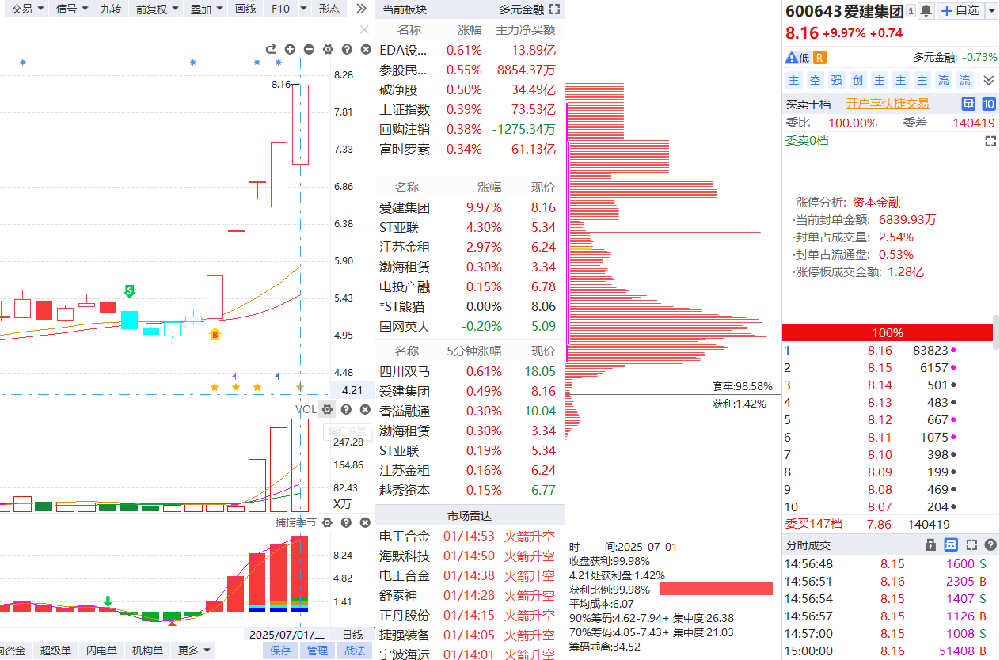 交易 信号 九转 前复权 叠加 画线 F10 形态
8.16
8.28
7.81
7.33
6.86
6.38
5.90
5.43
4.95
4.48
4.21
S
B
VOL
指标设置
247.28
164.86
82.43
X万
捕捞季节
8.24
4.82
1.41
2025/07/01/二 日线
资金 超级单 闪电单 机构单 更多 保存 管理 战法
当前板块 多元金融
名称 涨幅 主力净买额
EDA设... 0.61% 13.89亿
参股民... 0.55% 8854.37万
破净股 0.50% 34.49亿
上证指数 0.39% 73.53亿
回购注销 0.38% -1275.34万
富时罗素 0.34% 61.13亿
名称 涨幅 现价
爱建集团 9.97% 8.16
ST亚联 4.30% 5.34
江苏金租 2.97% 6.24
渤海租赁 0.30% 3.34
电投产融 0.15% 6.78
*ST熊猫 0.00% 8.06
国网英大 -0.20% 5.09
名称 5分钟涨幅 现价
四川双马 0.61% 18.05
爱建集团 0.49% 8.16
香溢融通 0.30% 10.04
渤海租赁 0.30% 3.34
ST亚联 0.19% 5.34
江苏金租 0.16% 6.24
越秀资本 0.15% 6.77
市场雷达
电工合金 01/14:53 火箭升空
海默科技 01/14:50 火箭升空
电工合金 01/14:38 火箭升空
舒泰神 01/14:28 火箭升空
正丹股份 01/14:15 火箭升空
捷强装备 01/14:05 火箭升空
宁波海运 01/14:01 火箭升空
套牢:98.58%
获利:1.42%
时 间:2025-07-01
收盘获利:99.98%
4.21处获利盘:1.42%
获利比例:99.98%
平均成本:6.07
90%筹码:4.62-7.94+ 集中度:26.38
70%筹码:4.85-7.43+ 集中度:21.03
筹码乖离:34.52
600643 爱建集团 自选
8.16 +9.97% +0.74
低 R 多元金融: -0.73%
主 空 强 创 主 主 主 流 流
买卖十档 开户享快捷交易 量 10
委比 100.00% 委差 140419
委卖0档 - -
涨停分析: 资本金融
·当前封单金额: 6839.93万
·封单占成交量: 2.54%
·封单占流通盘: 0.53%
·涨停板成交金额: 1.28亿
100%
1 8.16 83823
2 8.15 6157
3 8.14 501
4 8.13 483
5 8.12 667
6 8.11 1075
7 8.10 398
8 8.09 199
9 8.08 469
10 8.07 204
委买147档 7.86 140419
分时成交 量
14:56:48 8.15 1600 S
14:56:51 8.16 2305 B
14:56:54 8.15 1407 S
14:56:57 8.15 1126 B
14:57:00 8.15 1008 S
15:00:00 8.16 51408 B